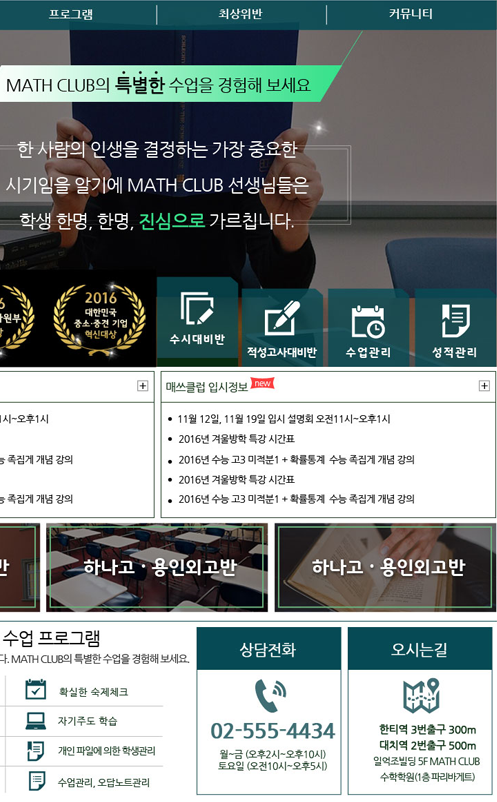 프로그램
최상위반
커뮤니티
MATH CLUB의 특별한 수업을 경험해 보세요
한 사람의 인생을 결정하는 가장 중요한
시기임을 알기에 MATH CLUB 선생님들은
학생 한명, 한명, 진심으로 가르칩니다.
2016
대한민국
중소·중견 기업
혁신대상
수시대비반
적성고사대비반
수업관리
성적관리
시~오후1시
족집게 개념 강의
족집게 개념 강의
매쓰클럽 입시정보 new
11월 12일, 11월 19일 입시 설명회 오전11시~오후1시
2016년 겨울방학 특강 시간표
2016년 수능 고3 미적분1 + 확률통계 수능 족집게 개념 강의
2016년 겨울방학 특강 시간표
2016년 수능 고3 미적분1 + 확률통계 수능 족집게 개념 강의
반
하나고·용인외고반
하나고·용인외고반
수업 프로그램
다. MATH CLUB의 특별한 수업을 경험해 보세요.
확실한 숙제체크
자기주도 학습
개인 파일에 의한 학생관리
수업관리, 오답노트관리
상담전화
02-555-4434
월~금 (오후2시~오후10시)
토요일 (오전10시~오후5시)
오시는길
한티역 3번출구 300m
대치역 2번출구 500m
일억조빌딩 5F MATH CLUB
수학학원(1층 파리바게트)